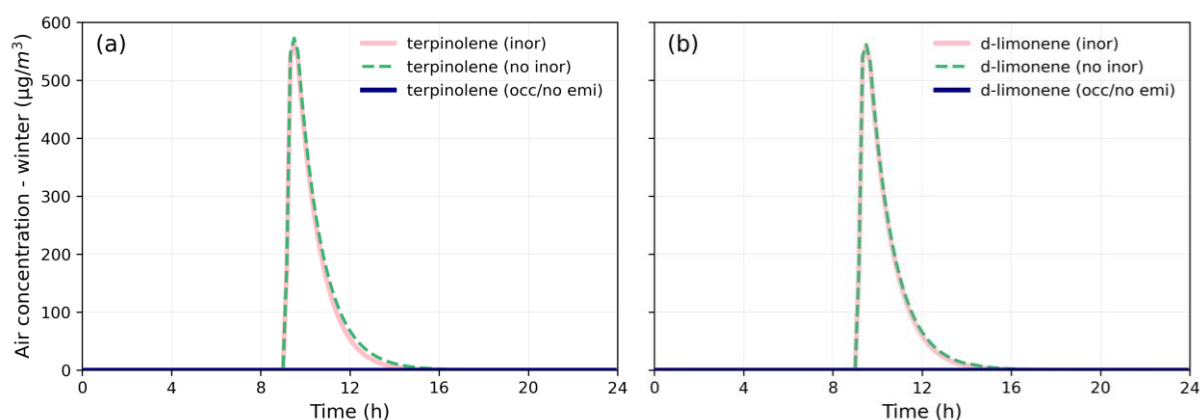 (a)
terpinolene (inor)
terpinolene (no inor)
terpinolene (occ/no emi)
Air concentration - winter (μg/m³)
600
500
400
300
200
100
0
0 4 8 12 16 20 24
Time (h)
(b)
d-limonene (inor)
d-limonene (no inor)
d-limonene (occ/no emi)
0 4 8 12 16 20 24
Time (h)